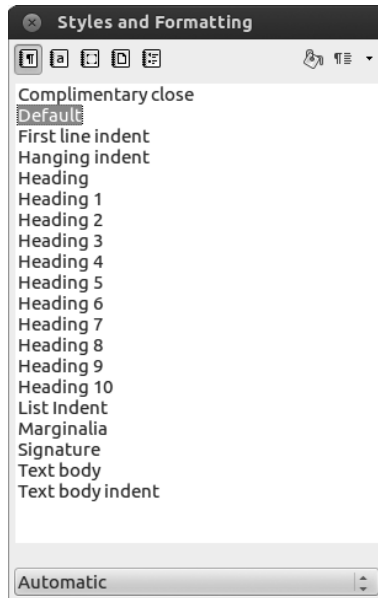 Styles and Formatting
Complimentary close
Default
First line indent
Hanging indent
Heading
Heading 1
Heading 2
Heading 3
Heading 4
Heading 5
Heading 6
Heading 7
Heading 8
Heading 9
Heading 10
List Indent
Marginalia
Signature
Text body
Text body indent
Automatic